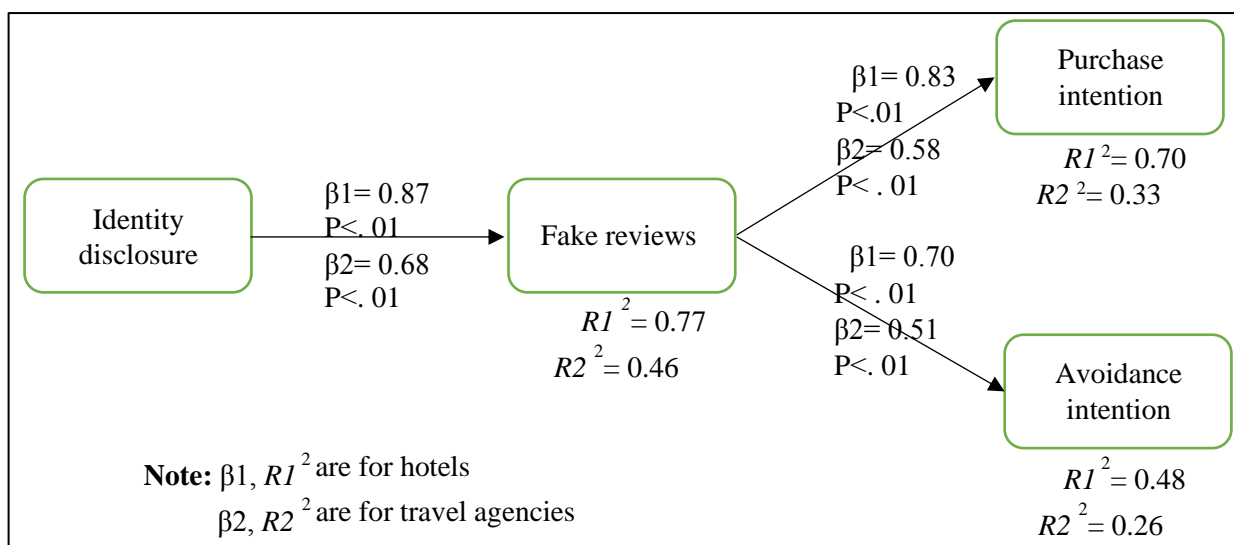 Identity
disclosure
β1= 0.87
P<. 01
β2= 0.68
P<. 01
Fake reviews
R1 ²= 0.77
R2 ²= 0.46
β1= 0.83
P<.01
β2= 0.58
P< . 01
Purchase
intention
R1 ²= 0.70
R2 ²= 0.33
β1= 0.70
P< . 01
β2= 0.51
P<. 01
Avoidance
intention
R1 ²= 0.48
R2 ²= 0.26
Note: β1, R1 ² are for hotels
β2, R2 ² are for travel agencies